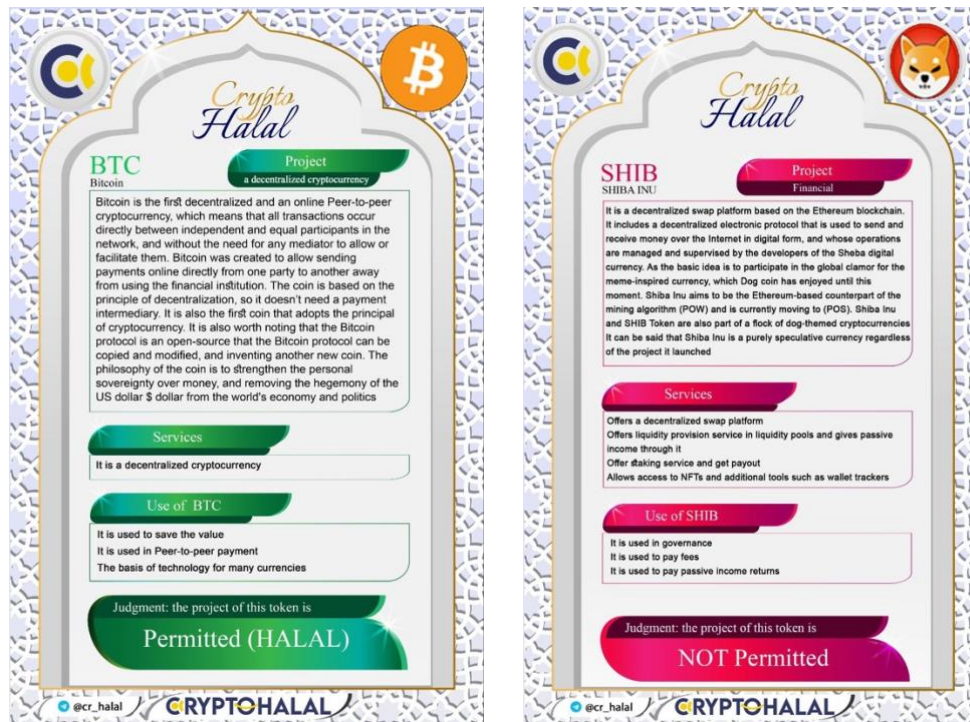 Crypto
Halal
BTC
Bitcoin
Project
a decentralized cryptocurrency
Bitcoin is the first decentralized and an online Peer-to-peer
cryptocurrency, which means that all transactions occur
directly between independent and equal participants in the
network, and without the need for any mediator to allow or
facilitate them. Bitcoin was created to allow sending
payments online directly from one party to another away
from using the financial institution. The coin is based on the
principle of decentralization, so it doesn't need a payment
intermediary. It is also the first coin that adopts the principal
of cryptocurrency. It is also worth noting that the Bitcoin
protocol is an open-source that the Bitcoin protocol can be
copied and modified, and inventing another new coin. The
philosophy of the coin is to strengthen the personal
sovereignty over money, and removing the hegemony of the
US dollar $ dollar from the world's economy and politics
Services
It is a decentralized cryptocurrency
Use of BTC
It is used to save the value
It is used in Peer-to-peer payment
The basis of technology for many currencies
Judgment: the project of this token is
Permitted (HALAL)
@cr_halal
CRYPTOHALAL
Crypto
Halal
SHIB
SHIBA INU
Project
Financial
It is a decentralized swap platform based on the Ethereum blockchain.
It includes a decentralized electronic protocol that is used to send and
receive money over the Internet in digital form, and whose operations
are managed and supervised by the developers of the Sheba digital
currency. As the basic idea is to participate in the global clamor for the
meme-inspired currency, which Dog coin has enjoyed until this
moment. Shiba Inu aims to be the Ethereum-based counterpart of the
mining algorithm (POW) and is currently moving to (POS). Shiba Inu
and SHIB Token are also part of a flock of dog-themed cryptocurrencies
It can be said that Shiba Inu is a purely speculative currency regardless
of the project it launched
Services
Offers a decentralized swap platform
Offers liquidity provision service in liquidity pools and gives passive
income through it
Offer staking service and get payout
Allows access to NFTs and additional tools such as wallet trackers
Use of SHIB
It is used in governance
It is used to pay fees
It is used to pay passive income returns
Judgment: the project of this token is
NOT Permitted
@cr_halal
CRYPTOHALAL